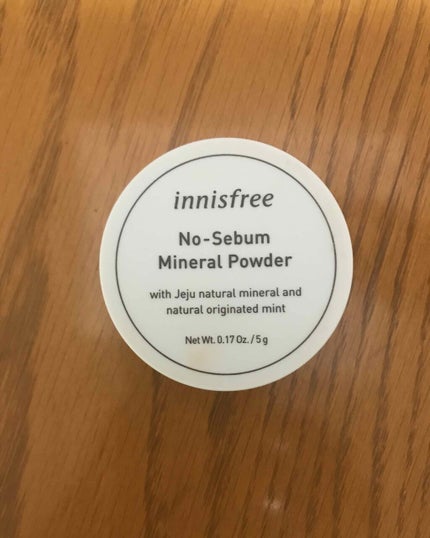 innisfree
No-Sebum
Mineral Powder
with Jeju natural mineral and
natural originated mint
Net Wt. 0.17 Oz. / 5 g